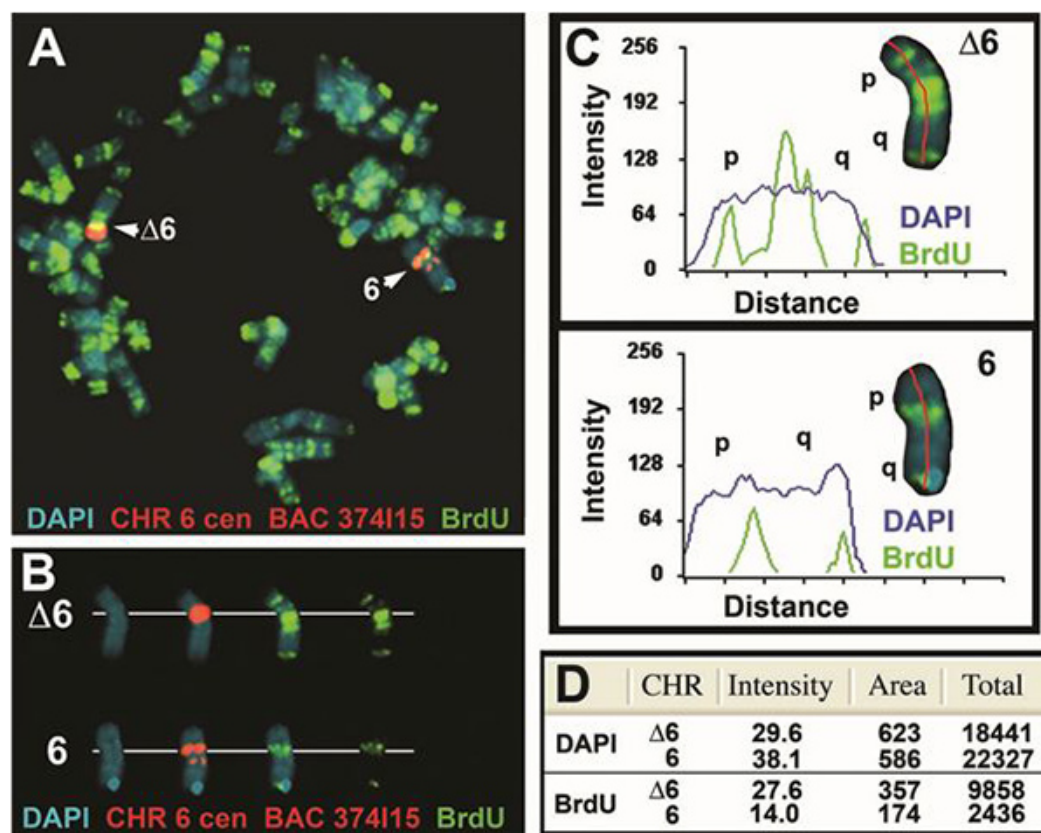 A
Δ6
6
DAPI CHR 6 cen BAC 374I15 BrdU
B
Δ6
6
DAPI CHR 6 cen BAC 374I15 BrdU
C
Δ6
256
192
128
64
0
Intensity
p
q
p
q
DAPI
BrdU
Distance
6
256
192
128
64
0
Intensity
p
q
p
q
DAPI
BrdU
Distance
D CHR Intensity Area Total
DAPI Δ6 29.6 623 18441
6 38.1 586 22327
BrdU Δ6 27.6 357 9858
6 14.0 174 2436